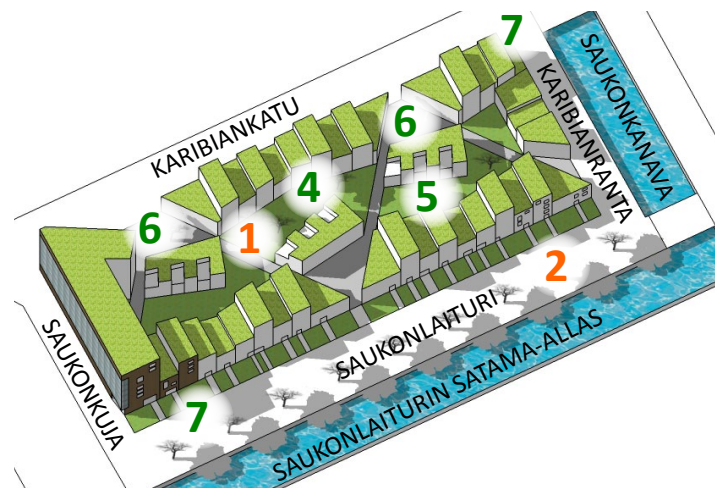 7
KARIBIANKATU
SAUKONKANAVA
KARIBIANRANTA
6
4
5
6
1
2
SAUKONLAITURI
SAUKONKUJA
7
SAUKONLAITURIN SATAMA-ALLAS